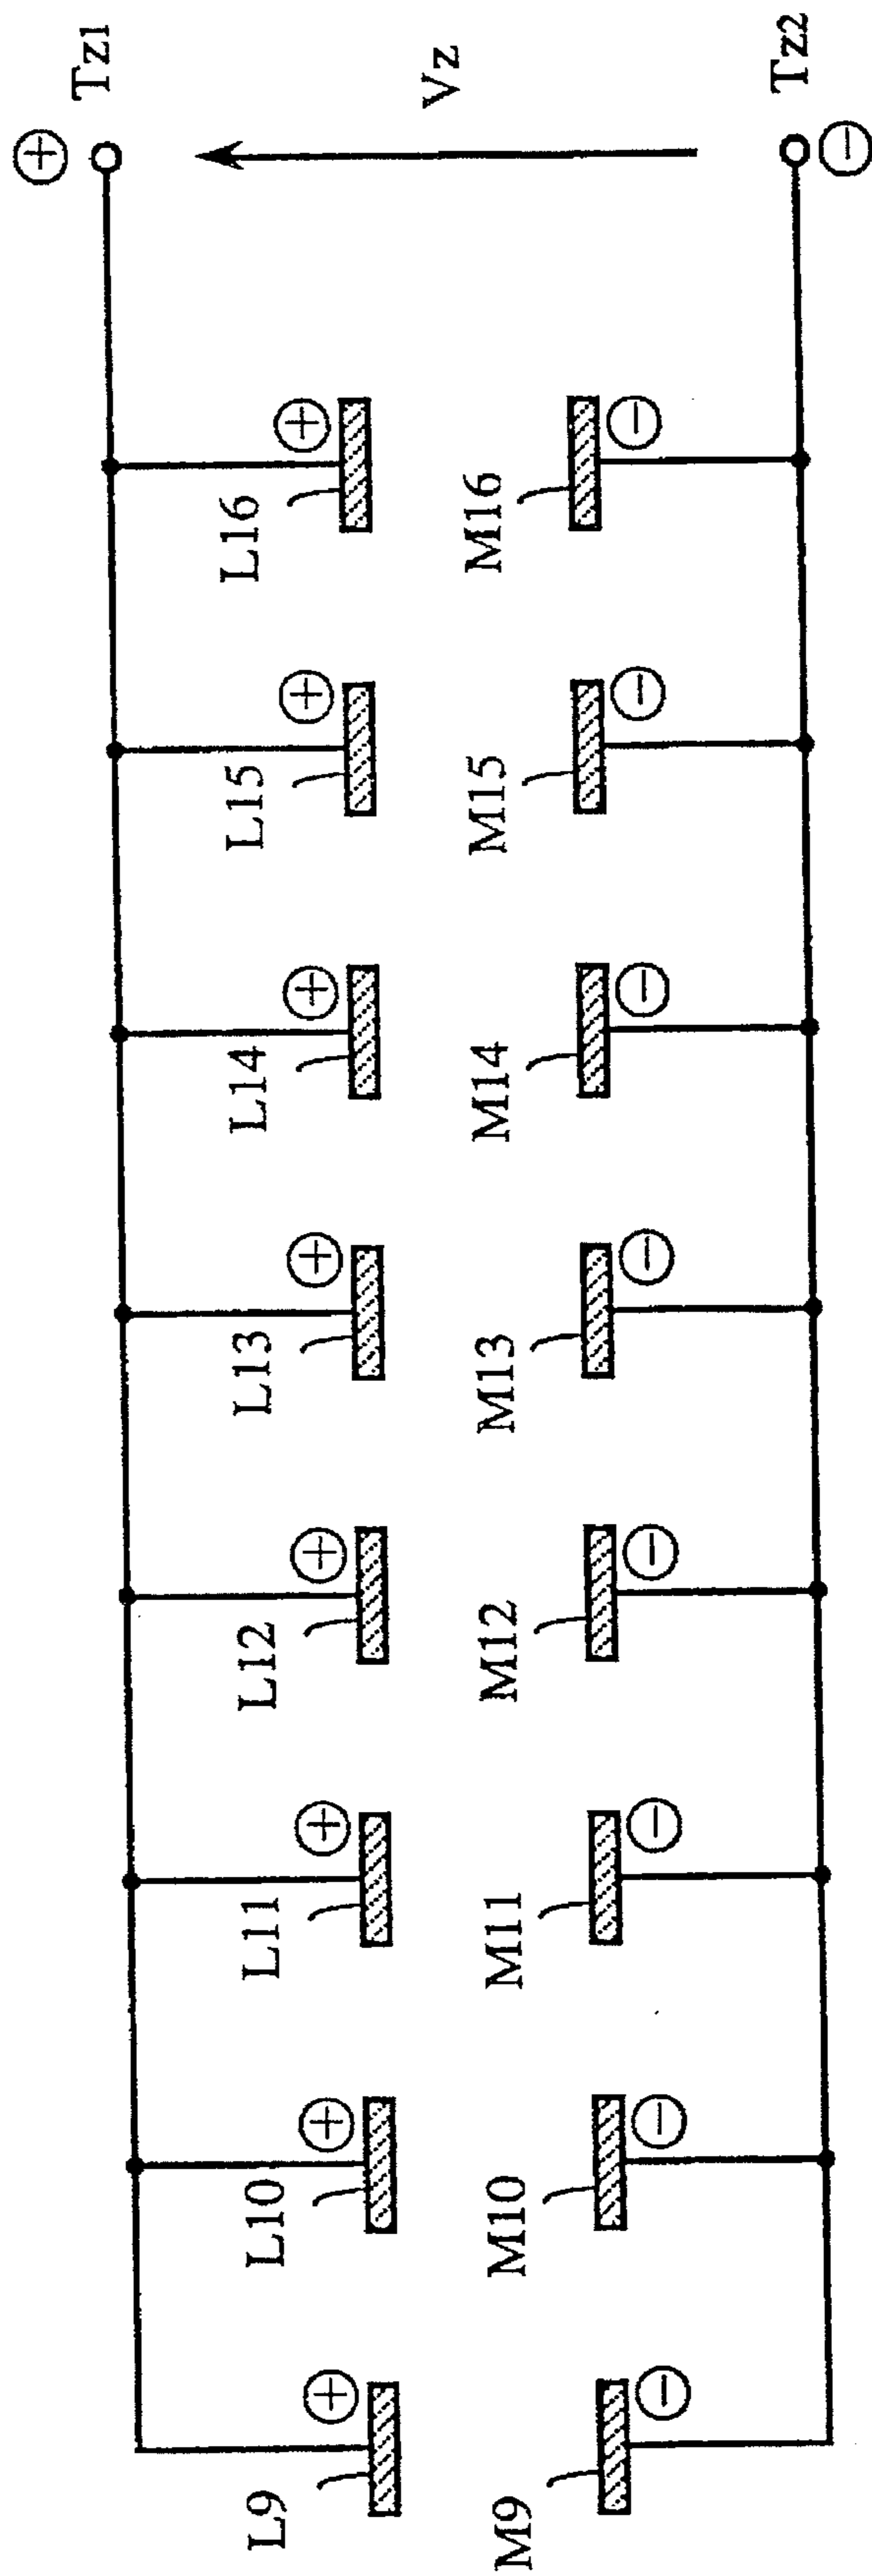 ⊕
Tz1
L9 ⊕ L10 ⊕ L11 ⊕ L12 ⊕ L13 ⊕ L14 ⊕ L15 ⊕ L16 ⊕
Vz
M9 ⊖ M10 ⊖ M11 ⊖ M12 ⊖ M13 ⊖ M14 ⊖ M15 ⊖ M16 ⊖
Tz2
⊖